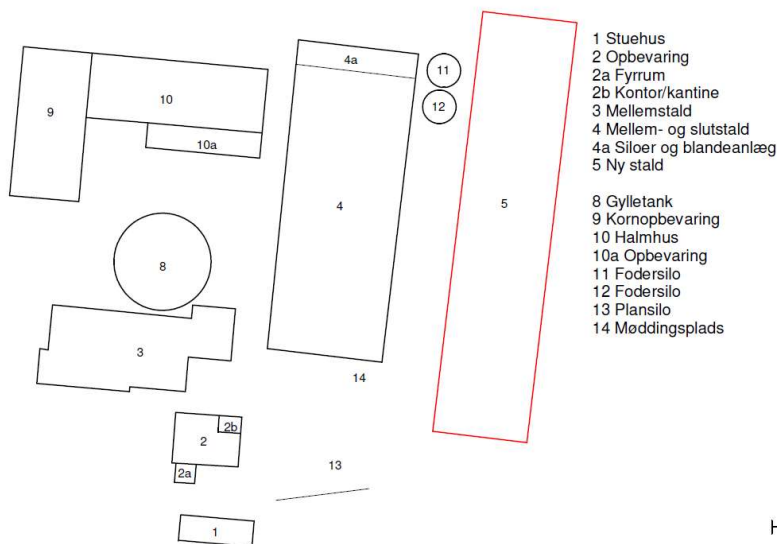 4a
11
12
10
9
10a
4
5
8
3
14
2b
2
2a
13
1
1 Stuehus
2 Opbevaring
2a Fyrrum
2b Kontor/kantine
3 Mellemstald
4 Mellem- og slutstald
4a Siloer og blandeanlæg
5 Ny stald
8 Gylletank
9 Kornopbevaring
10 Halmhus
10a Opbevaring
11 Fodersilo
12 Fodersilo
13 Plansilo
14 Møddingsplads
H